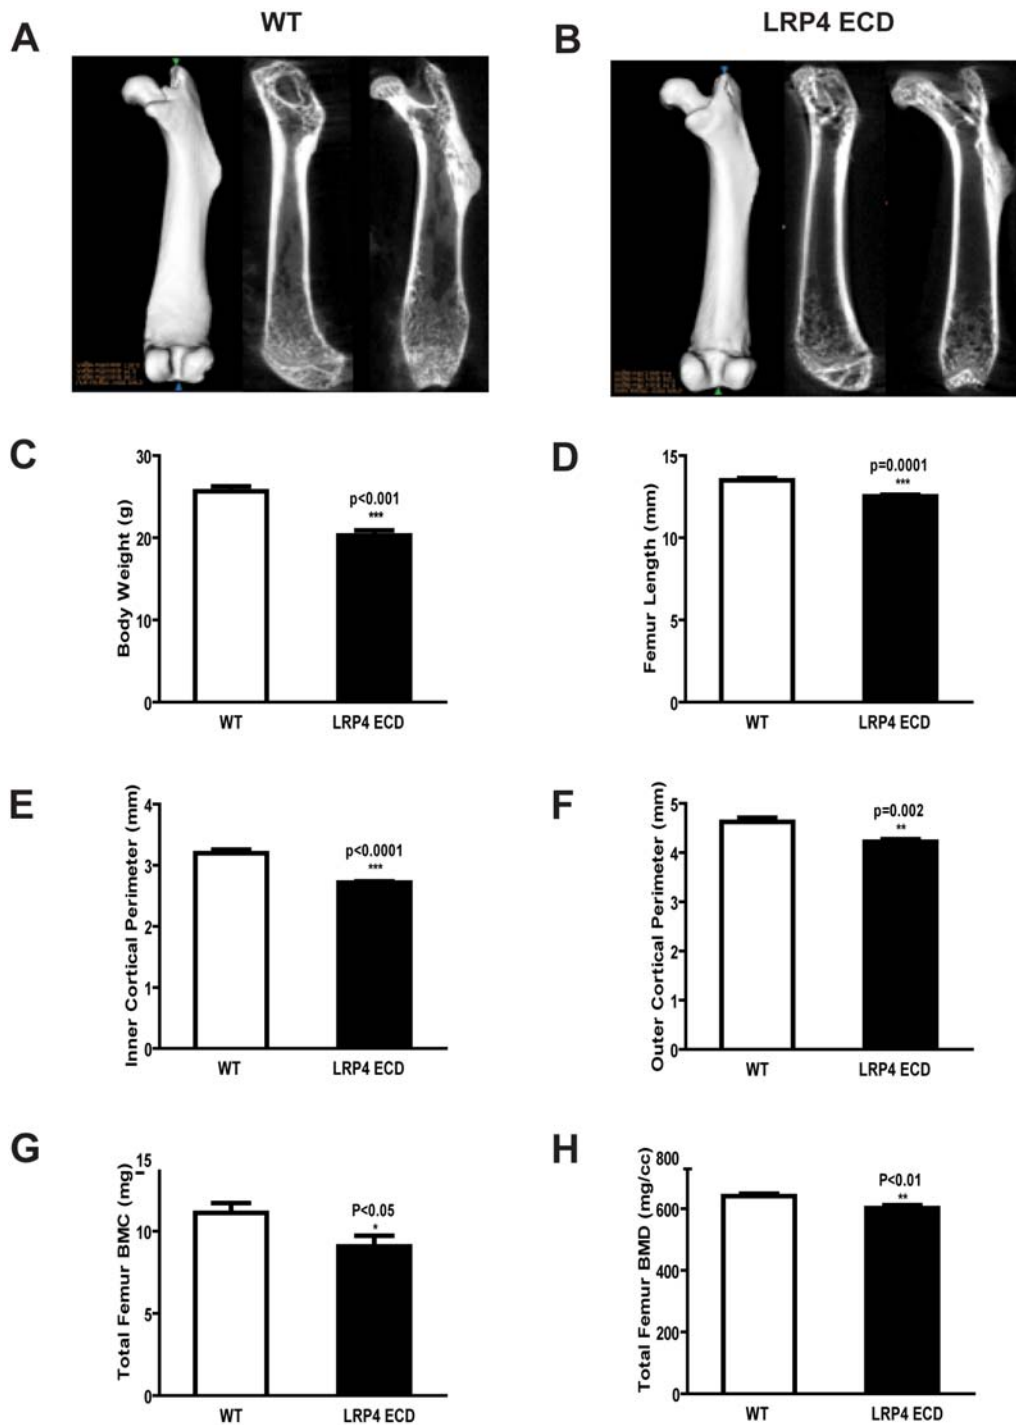 A
WT
B
LRP4 ECD
C
Body Weight (g)
30
20
10
0
p<0.001
***
WT
LRP4 ECD
D
Femur Length (mm)
15
10
5
0
p=0.0001
***
WT
LRP4 ECD
E
Inner Cortical Perimeter (mm)
4
3
2
1
0
p<0.0001
***
WT
LRP4 ECD
F
Outer Cortical Perimeter (mm)
5
4
3
2
1
0
p=0.002
**
WT
LRP4 ECD
G
Total Femur BMC (mg)
15
10
5
0
P<0.05
*
WT
LRP4 ECD
H
Total Femur BMD (mg/cc)
800
600
400
200
0
P<0.01
**
WT
LRP4 ECD